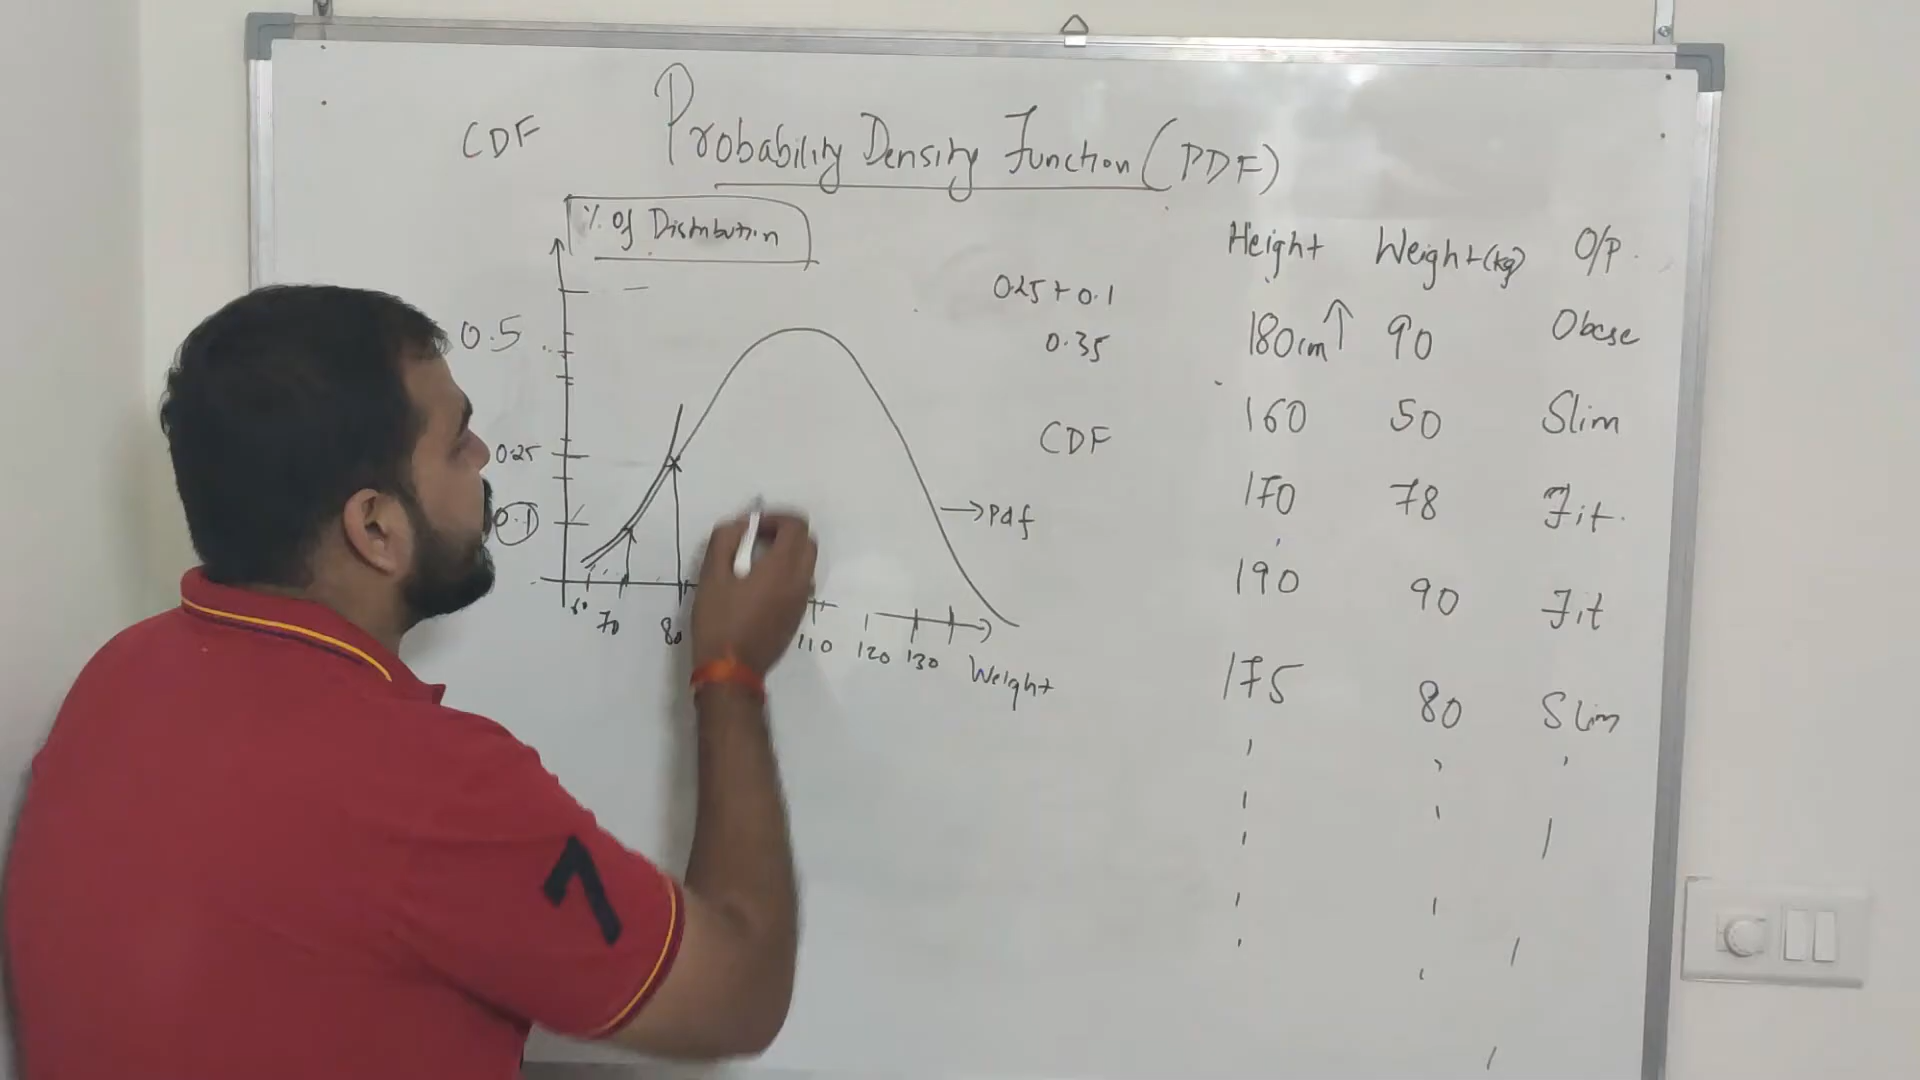 CDF
Probability Density Function (PDF)
% Of Distribution
0.5
0.25
0.1
60 70 80 110 120 130 Weight
→ Pdf
0.25 + 0.1
0.35
CDF
Height Weight (kg) O/P.
180cm ↑ 90 Obese
160 50 Slim
170 78 Fit.
190 90 Fit
175 80 Slim
7